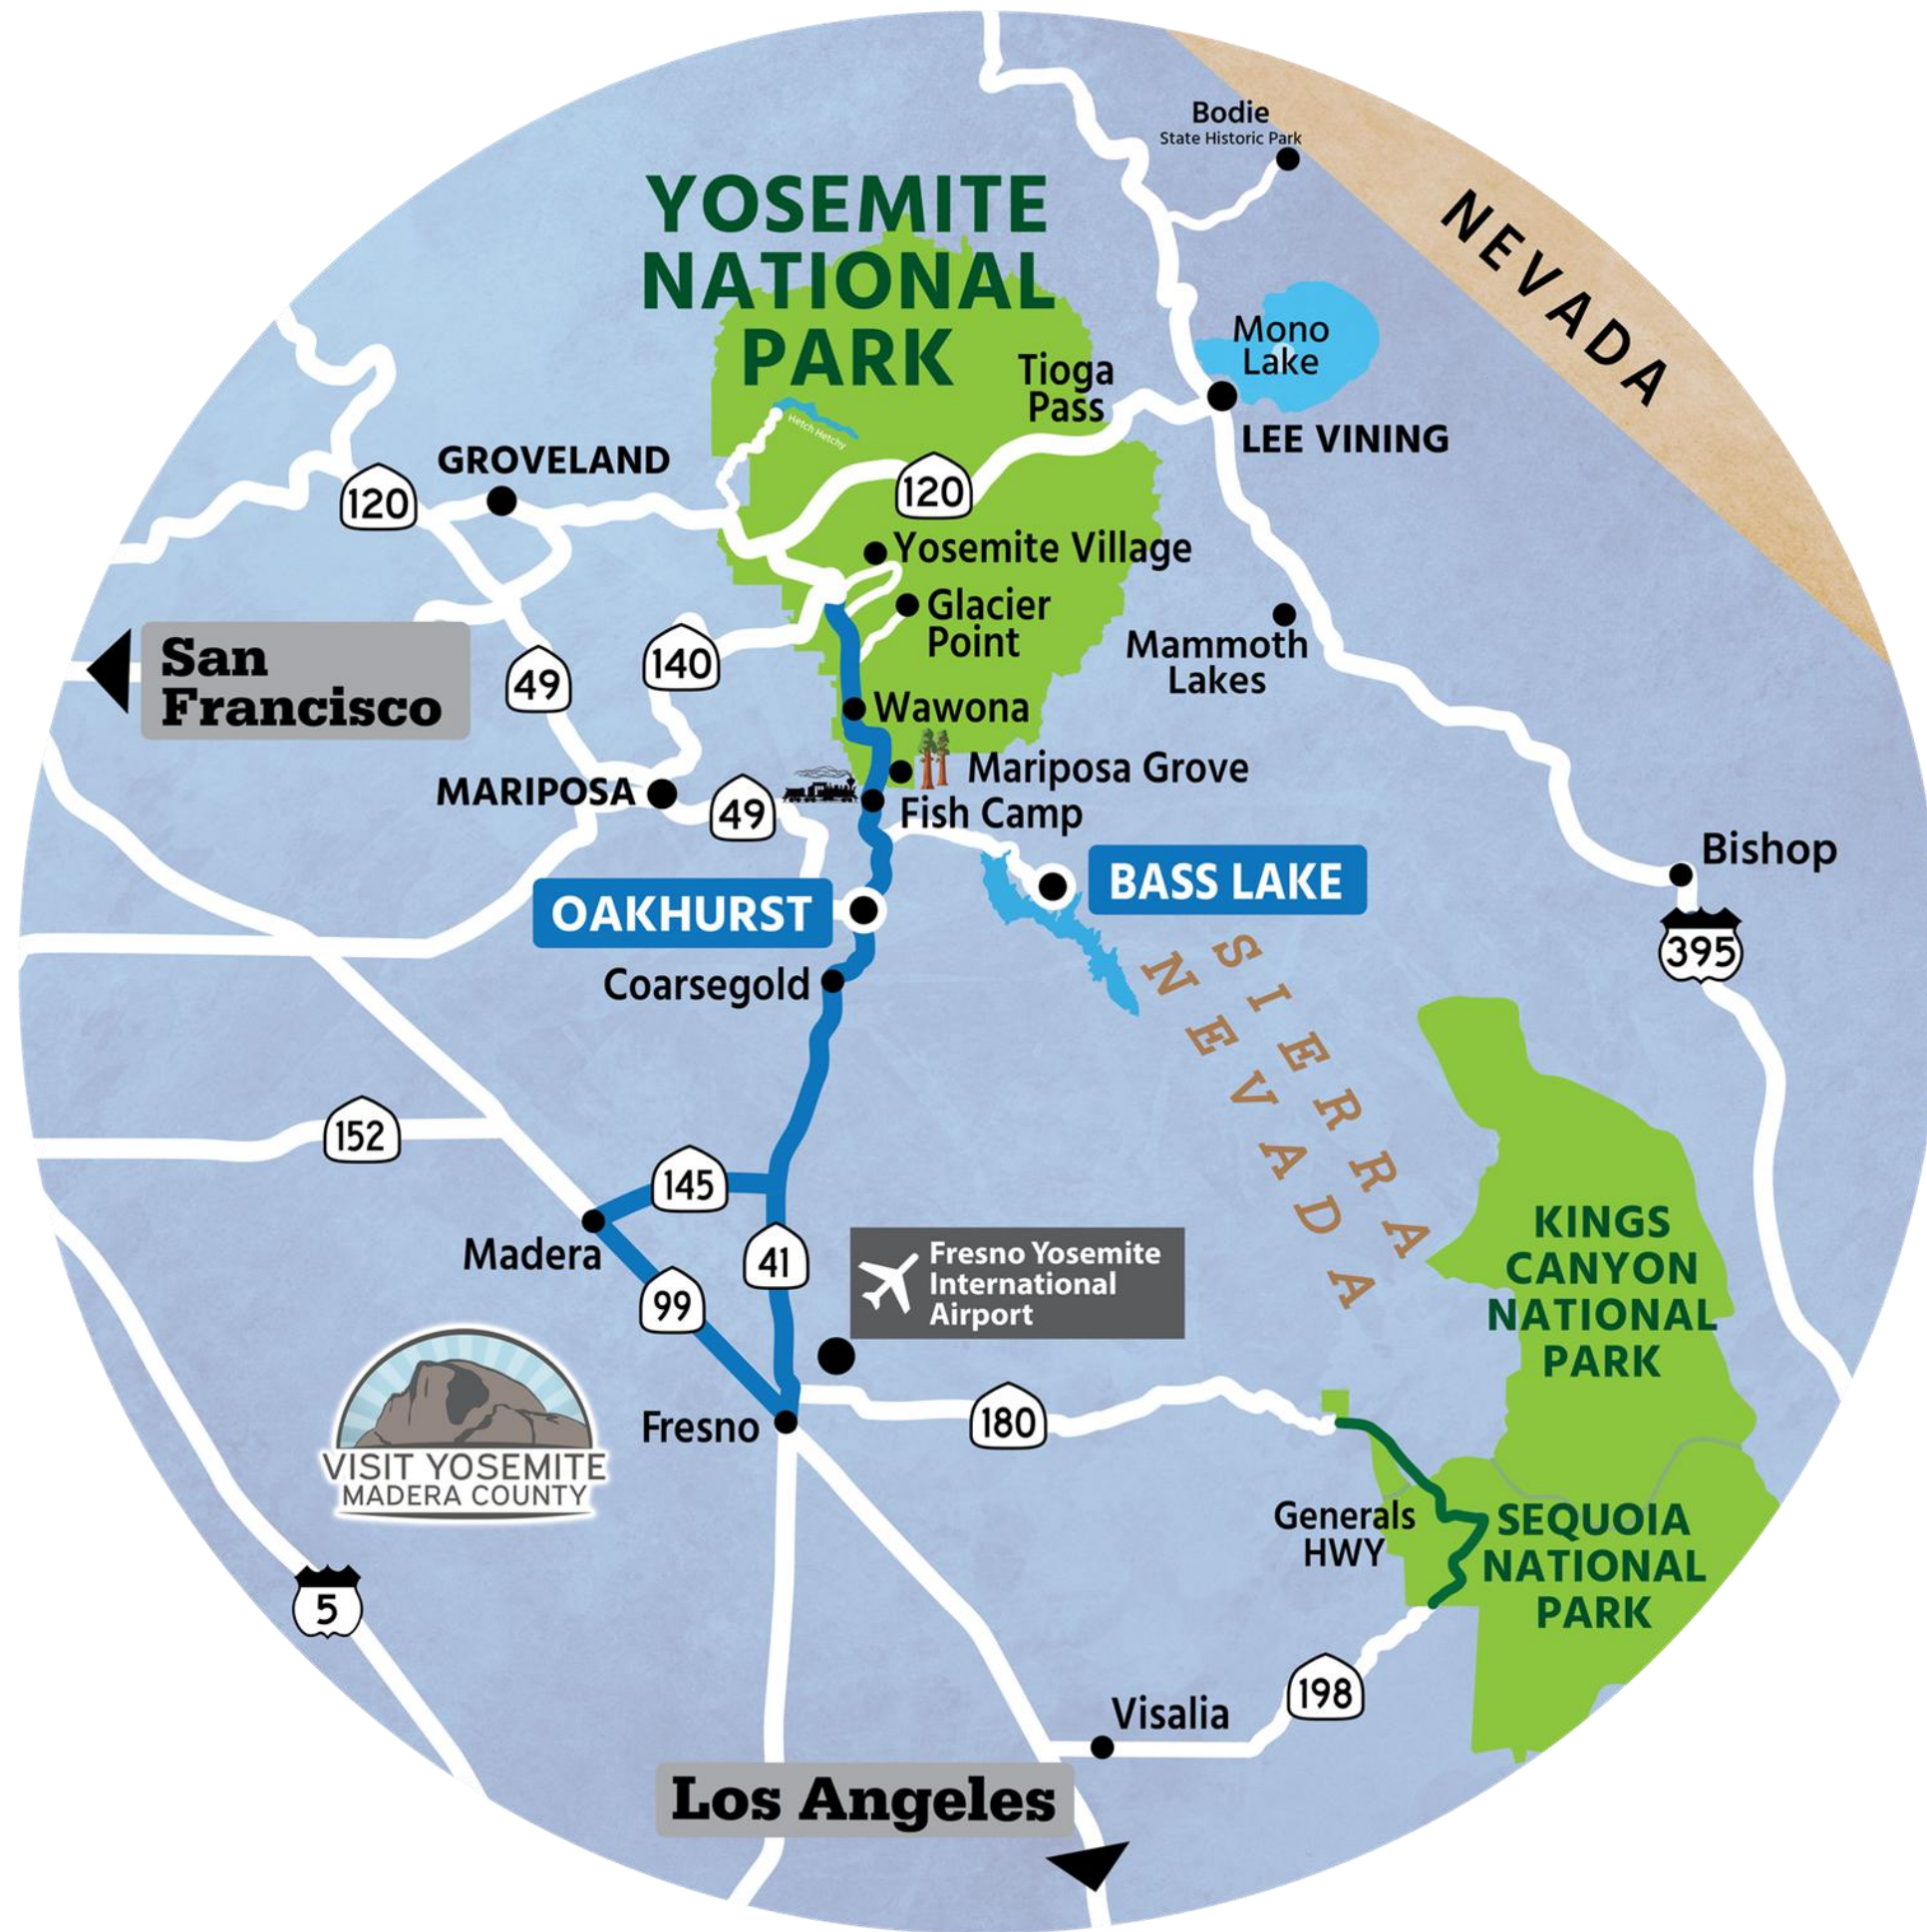 Bodie
State Historic Park
NEVADA
YOSEMITE
NATIONAL
PARK
Mono
Lake
Tioga
Pass
Hetch Hetchy
LEE VINING
GROVELAND
120
120
Yosemite Village
Glacier
Point
Mammoth
Lakes
San
Francisco
49
140
Wawona
Mariposa Grove
MARIPOSA
49
Fish Camp
Bishop
BASS LAKE
OAKHURST
395
Coarsegold
SIERRA
NEVADA
152
145
Madera
41
99
Fresno Yosemite
International
Airport
KINGS
CANYON
NATIONAL
PARK
Fresno
180
VISIT YOSEMITE
MADERA COUNTY
Generals
HWY
SEQUOIA
NATIONAL
PARK
5
198
Visalia
Los Angeles